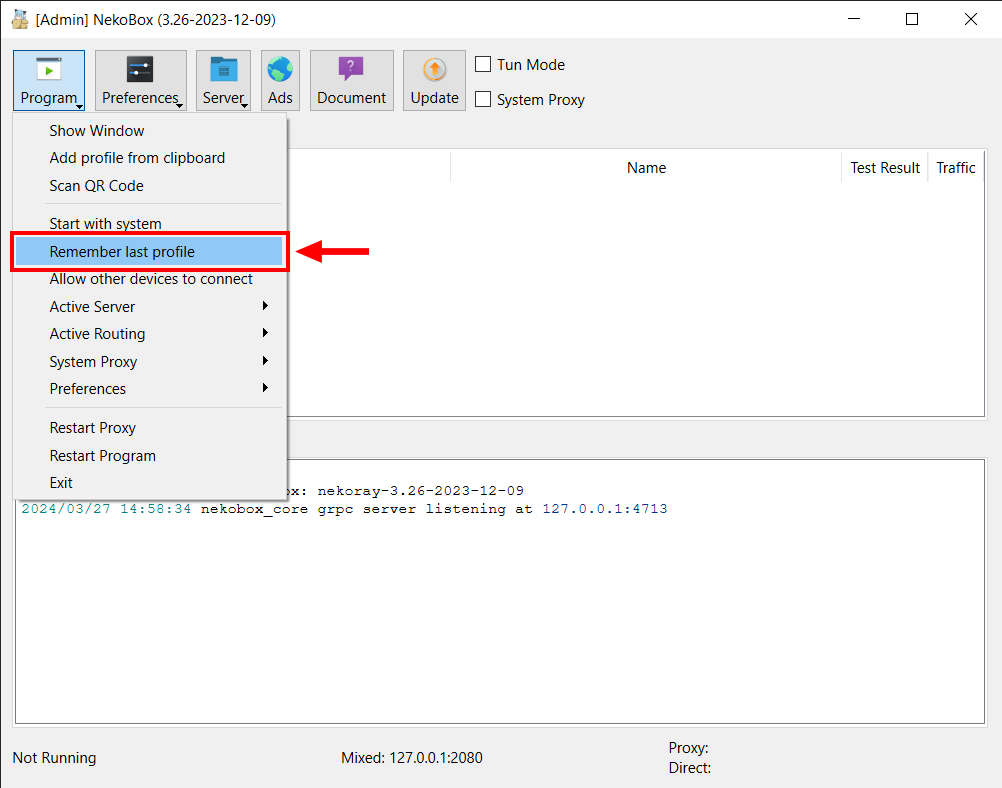 [Admin] NekoBox (3.26-2023-12-09)
Program Preferences Server Ads Document Update
Tun Mode
System Proxy
Show Window
Add profile from clipboard
Scan QR Code
Start with system
Remember last profile
Allow other devices to connect
Active Server
Active Routing
System Proxy
Preferences
Restart Proxy
Restart Program
Exit
Name Test Result Traffic
nekoray-3.26-2023-12-09
2024/03/27 14:58:34 nekobox_core grpc server listening at 127.0.0.1:4713
Not Running
Mixed: 127.0.0.1:2080
Proxy:
Direct: